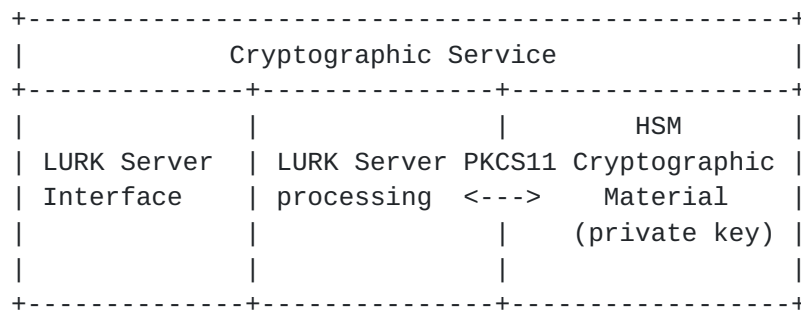 +--------------------------------------------------+
|             Cryptographic Service                |
+--------------+---------------+-------------------+
|              |               |        HSM        |
| LURK Server  | LURK Server PKCS11 Cryptographic |
| Interface    | processing  <--->    Material     |
|              |               |    (private key) |
|              |               |                  |
+--------------+---------------+-------------------+